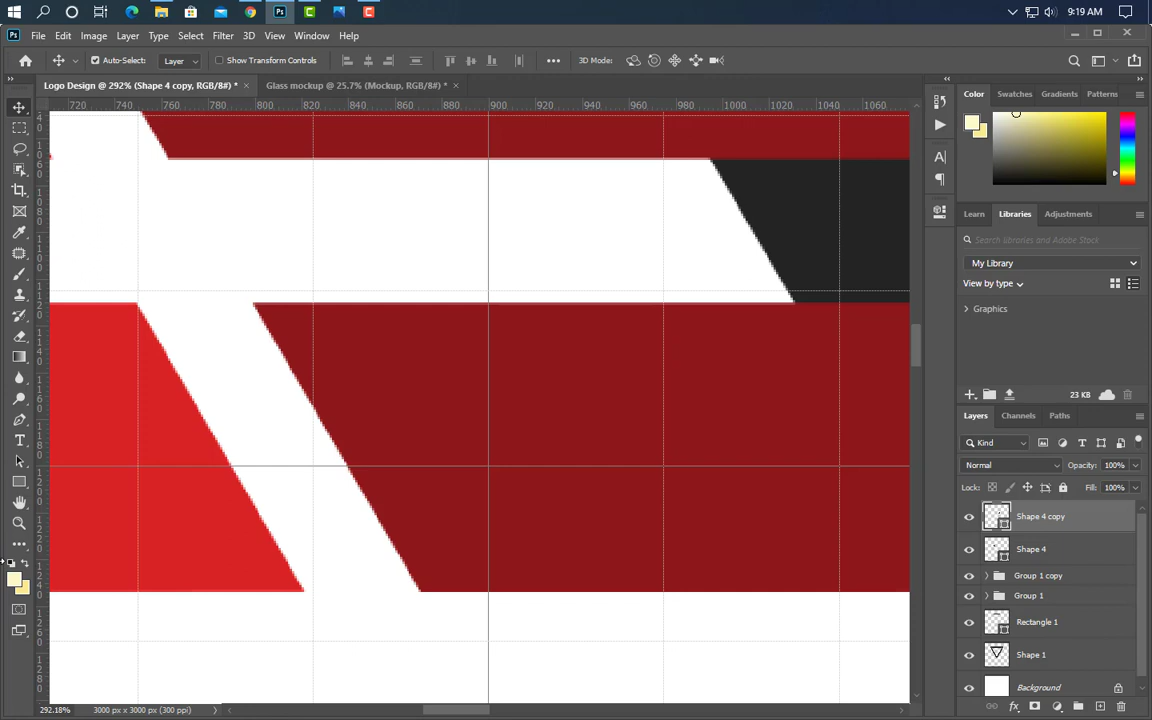 9:19 AM
File Edit Image Layer Type Select Filter 3D View Window Help
Auto-Select: Layer Show Transform Controls 3D Mode:
Logo Design @ 292% (Shape 4 copy, RGB/8#) * × Glass mockup @ 25.7% (Mockup, RGB/8#) * ×
720 740 760 780 800 820 840 860 880 900 920 940 960 980 1000 1020 1040 1060
Color Swatches Gradients Patterns
Learn Libraries Adjustments
Search libraries and Adobe Stock
My Library
View by type
Graphics
23 KB
Layers Channels Paths
Kind
Normal Opacity: 100%
Lock: Fill: 100%
Shape 4 copy
Shape 4
Group 1 copy
Group 1
Rectangle 1
Shape 1
Background
292.18% 3000 px x 3000 px (300 ppi)